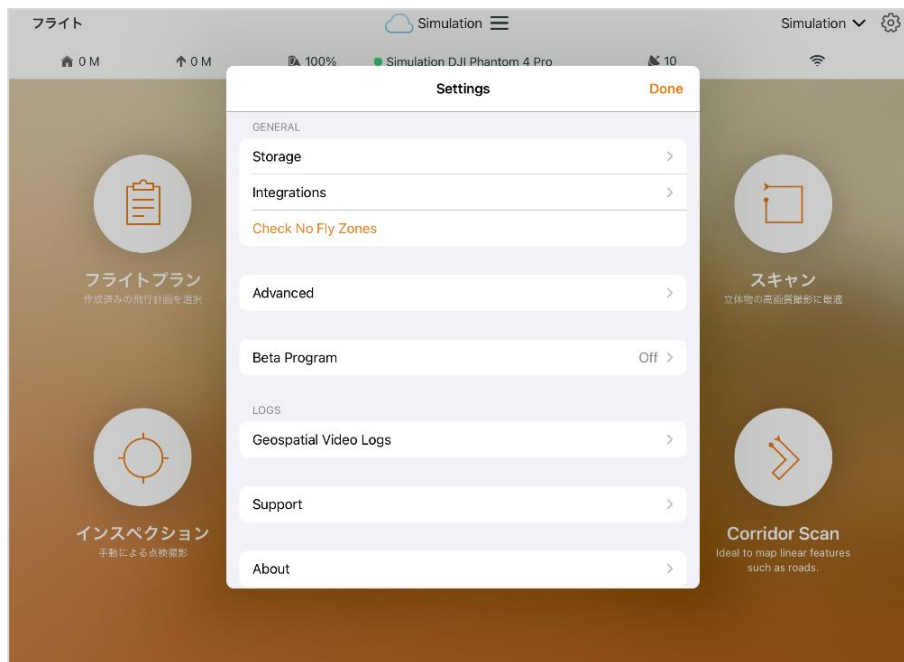 フライト
Simulation
Simulation
0 M
0 M
100%
Simulation DJI Phantom 4 Pro
10
Settings
Done
GENERAL
Storage
Integrations
Check No Fly Zones
Advanced
Beta Program
Off
LOGS
Geospatial Video Logs
Support
About
フライトプラン
作成済みの飛行計画を選択
スキャン
立体物の高画質撮影に最適
インスペクション
手動による点検撮影
Corridor Scan
Ideal to map linear features
such as roads.